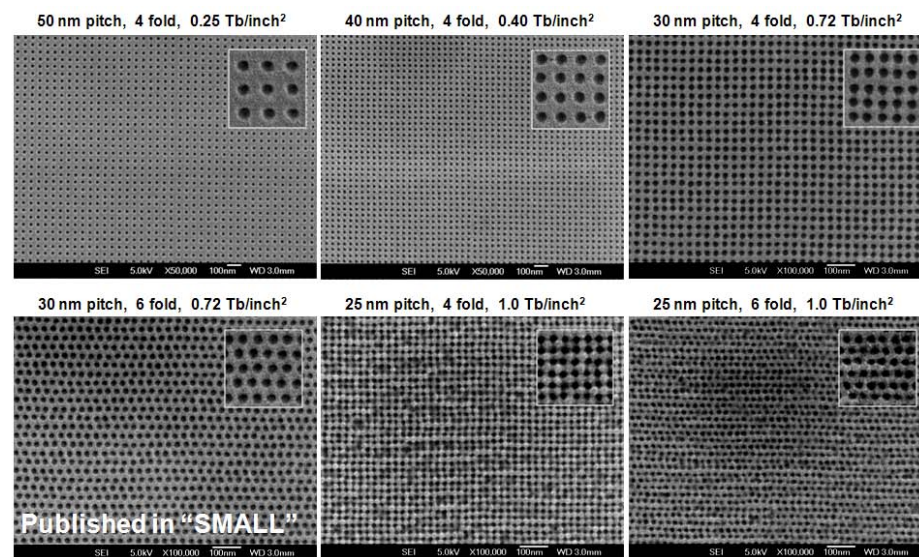 50 nm pitch, 4 fold, 0.25 Tb/inch²
40 nm pitch, 4 fold, 0.40 Tb/inch²
30 nm pitch, 4 fold, 0.72 Tb/inch²
SEI 5.0kV X50,000 100nm WD 3.0mm
SEI 5.0kV X50,000 100nm WD 3.0mm
SEI 5.0kV X100,000 100nm WD 3.0mm
30 nm pitch, 6 fold, 0.72 Tb/inch²
25 nm pitch, 4 fold, 1.0 Tb/inch²
25 nm pitch, 6 fold, 1.0 Tb/inch²
Published in “SMALL”
SEI 5.0kV X100,000 100nm WD 3.0mm
SEI 5.0kV X100,000 100nm WD 3.0mm
SEI 5.0kV X100,000 100nm WD 3.0mm